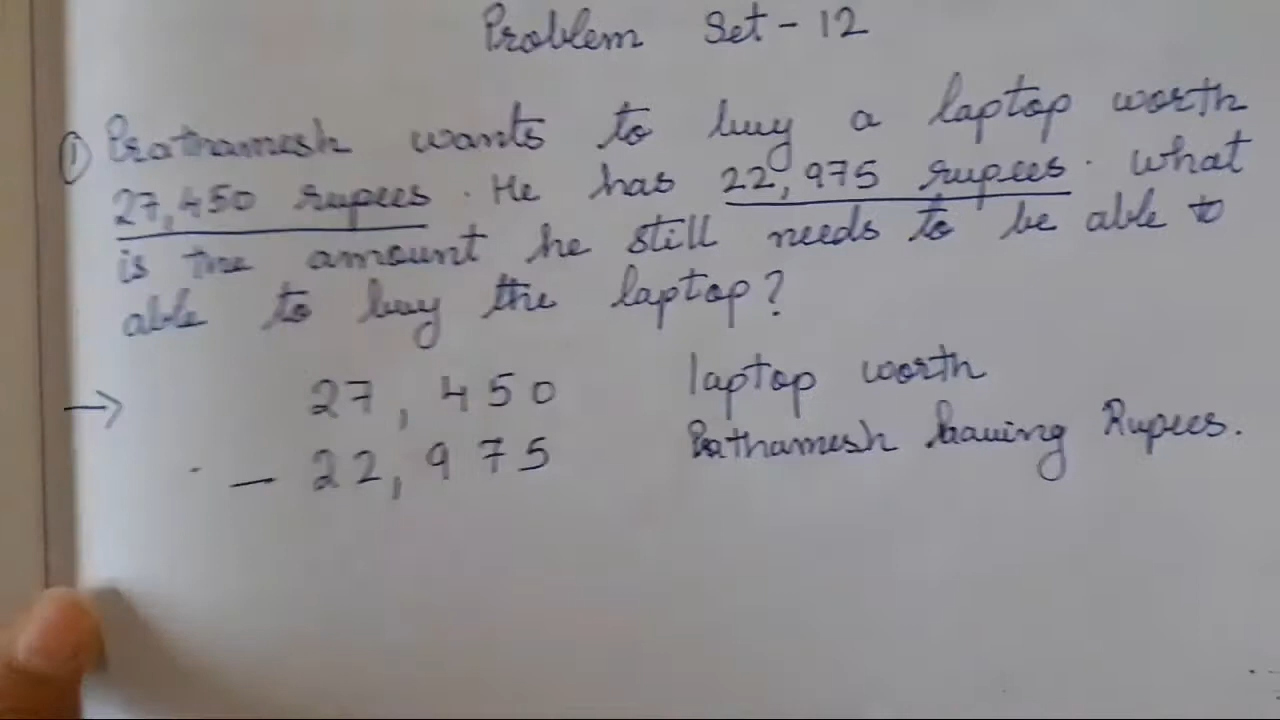 Problem Set - 12
① Prathamesh wants to buy a laptop worth
27,450 rupees. He has 22,975 rupees. What
is the amount he still needs to be able to
able to buy the laptop?
→ 27,450 laptop worth
- 22,975 Prathamesh having Rupees.